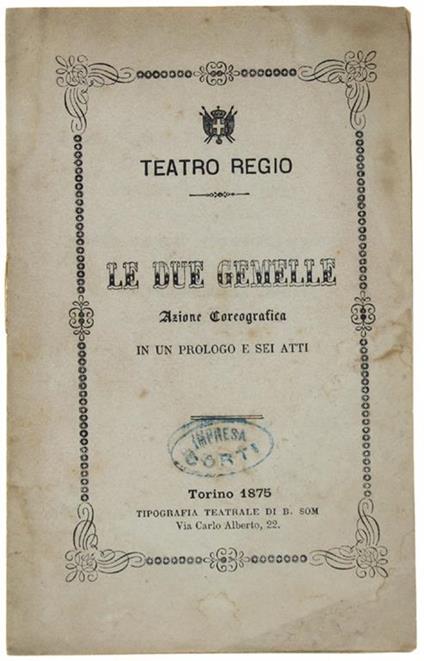 TEATRO REGIO
LE DUE GEMELLE
Azione Coreografica
IN UN PROLOGO E SEI ATTI
IMPRESA
CORTI
Torino 1875
TIPOGRAFIA TEATRALE DI B. SOM
Via Carlo Alberto, 22.